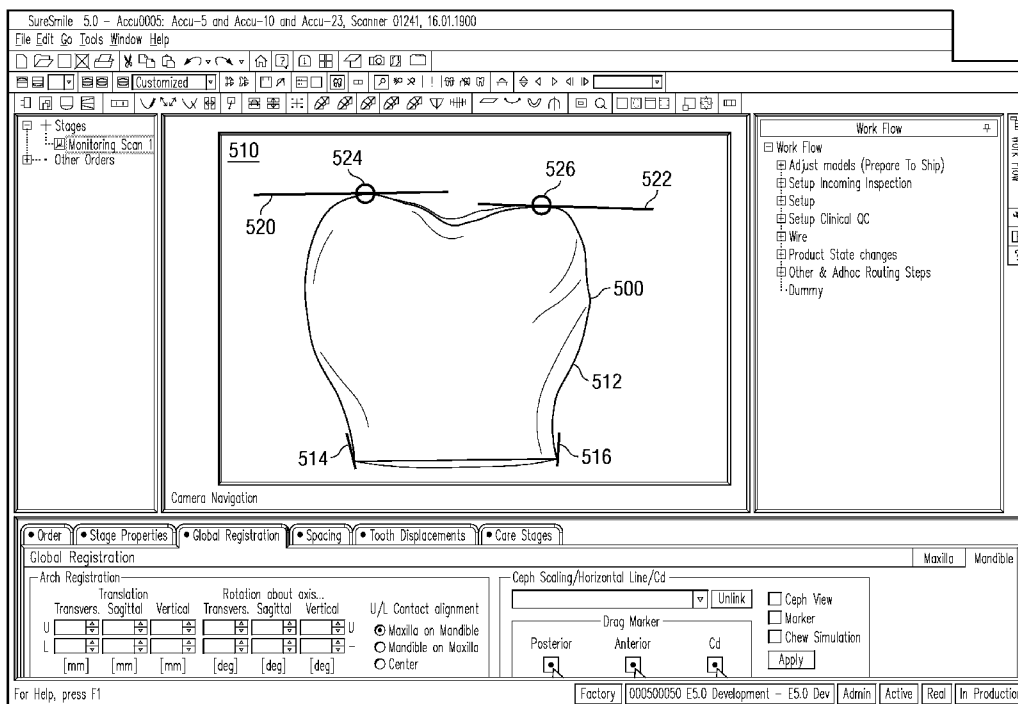 SureSmile 5.0 - Accu0005: Accu-5 and Accu-10 and Accu-23, Scanner 01241, 16.01.1900
File Edit Go Tools Window Help
Customized
Stages
Monitoring Scan 1
Other Orders
510
524
526
520
522
500
512
514
516
Camera Navigation
Work Flow
Work Flow
Adjust models (Prepare To Ship)
Setup Incoming Inspection
Setup
Setup Clinical QC
Wire
Product State changes
Other & Adhoc Routing Steps
Dummy
Work Flow
Order Stage Properties Global Registration Spacing Tooth Displacements Care Stages
Global Registration Maxilla Mandible
Arch Registration
Translation Rotation about axis...
Transvers. Sagittal Vertical Transvers. Sagittal Vertical U/L Contact alignment
U U Maxilla on Mandible
L - Mandible on Maxilla
[mm] [mm] [mm] [deg] [deg] [deg] Center
Ceph Scaling/Horizontal Line/Cd
Unlink
Drag Marker
Posterior Anterior Cd
Ceph View
Marker
Chew Simulation
Apply
For Help, press F1 Factory 000500050 E5.0 Development - E5.0 Dev Admin Active Real In Production